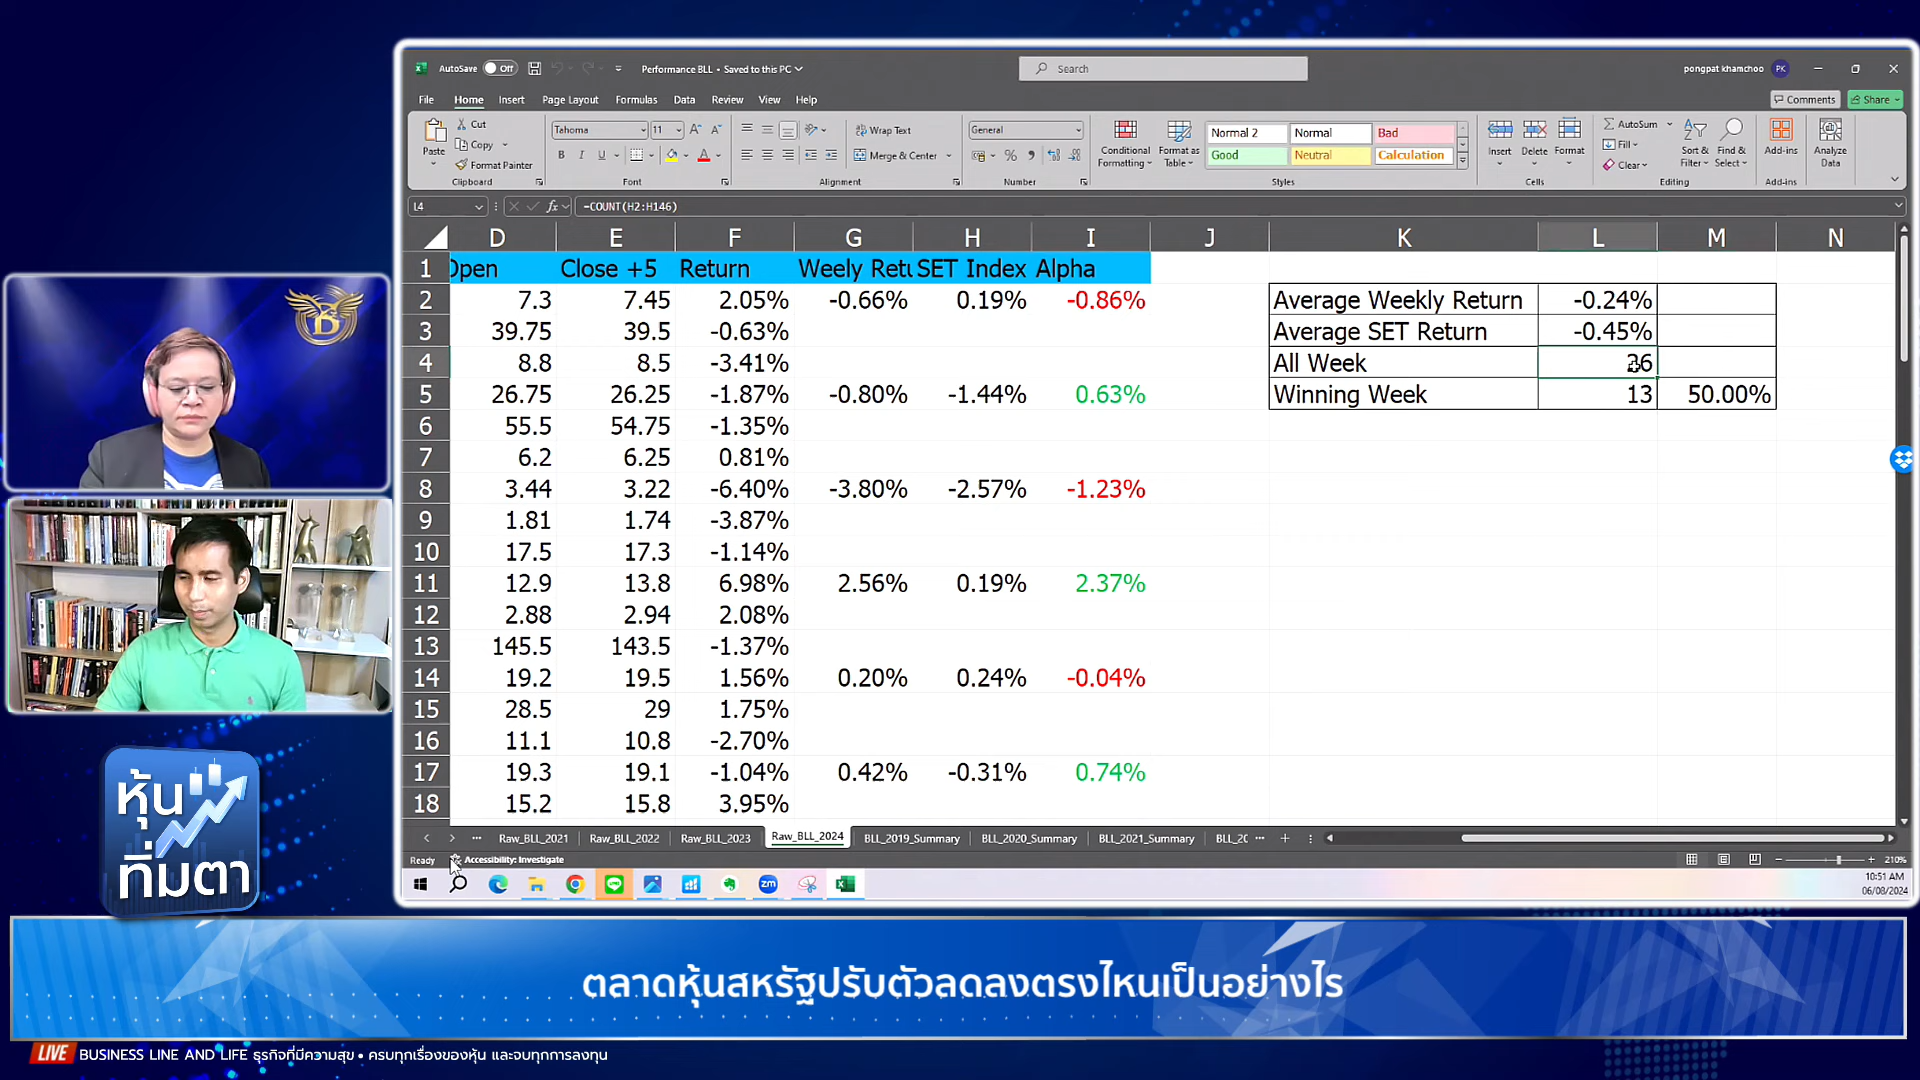 AutoSave Off Performance BLL • Saved to this PC Search pongpat khamchoo PK
File Home Insert Page Layout Formulas Data Review View Help Comments Share
Paste Cut Copy Format Painter Tahoma 11 B I U Wrap Text Merge & Center General Conditional Formatting Format as Table Normal 2 Normal Bad Good Neutral Calculation Insert Delete Format AutoSum Fill Clear Sort & Filter Find & Select Add-ins Analyze Data
Clipboard Font Alignment Number Styles Cells Editing Add-ins
L4 fx =COUNT(H2:H146)
D E F G H I J K L M N
1 Open Close +5 Return Weely Retu SET Index Alpha
2 7.3 7.45 2.05% -0.66% 0.19% -0.86% Average Weekly Return -0.24%
3 39.75 39.5 -0.63% Average SET Return -0.45%
4 8.8 8.5 -3.41% All Week 26
5 26.75 26.25 -1.87% -0.80% -1.44% 0.63% Winning Week 13 50.00%
6 55.5 54.75 -1.35%
7 6.2 6.25 0.81%
8 3.44 3.22 -6.40% -3.80% -2.57% -1.23%
9 1.81 1.74 -3.87%
10 17.5 17.3 -1.14%
11 12.9 13.8 6.98% 2.56% 0.19% 2.37%
12 2.88 2.94 2.08%
13 145.5 143.5 -1.37%
14 19.2 19.5 1.56% 0.20% 0.24% -0.04%
15 28.5 29 1.75%
16 11.1 10.8 -2.70%
17 19.3 19.1 -1.04% 0.42% -0.31% 0.74%
18 15.2 15.8 3.95%
Raw_BLL_2021 Raw_BLL_2022 Raw_BLL_2023 Raw_BLL_2024 BLL_2019_Summary BLL_2020_Summary BLL_2021_Summary BLL_2C
Ready Accessibility: Investigate 210%
10:51 AM
06/08/2024
หุ้น
ทิ่มตา
ตลาดหุ้นสหรัฐปรับตัวลดลงตรงไหนเป็นอย่างไร
LIVE BUSINESS LINE AND LIFE ธุรกิจที่มีความสุข • ครบทุกเรื่องของหุ้น และจบทุกการลงทุน